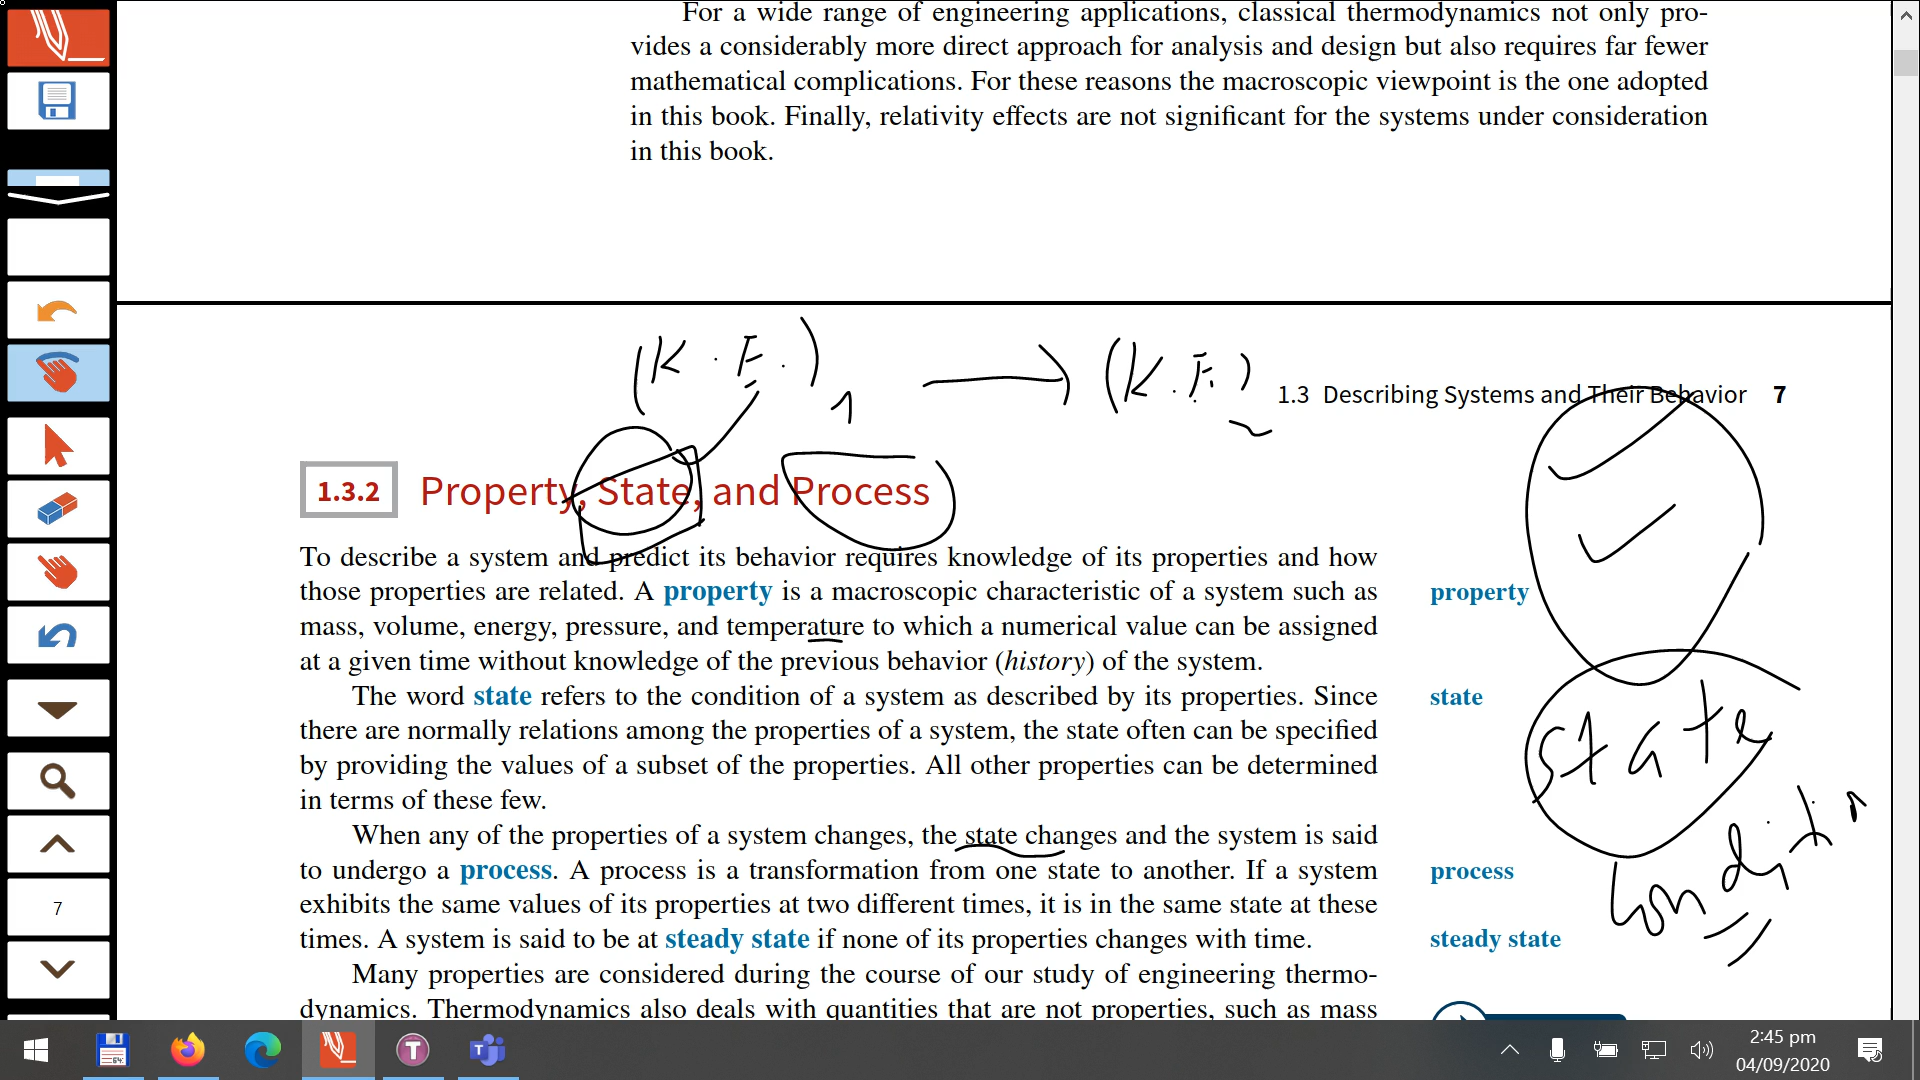 For a wide range of engineering applications, classical thermodynamics not only pro-
vides a considerably more direct approach for analysis and design but also requires far fewer
mathematical complications. For these reasons the macroscopic viewpoint is the one adopted
in this book. Finally, relativity effects are not significant for the systems under consideration
in this book.
(K.E.)1 → (K.E.)2
1.3 Describing Systems and Their Behavior 7
1.3.2 Property, State, and Process
To describe a system and predict its behavior requires knowledge of its properties and how
those properties are related. A property is a macroscopic characteristic of a system such as
property
mass, volume, energy, pressure, and temperature to which a numerical value can be assigned
at a given time without knowledge of the previous behavior (history) of the system.
The word state refers to the condition of a system as described by its properties. Since
state
there are normally relations among the properties of a system, the state often can be specified
state
by providing the values of a subset of the properties. All other properties can be determined
in terms of these few.
When any of the properties of a system changes, the state changes and the system is said
to undergo a process. A process is a transformation from one state to another. If a system
process
condition
exhibits the same values of its properties at two different times, it is in the same state at these
times. A system is said to be at steady state if none of its properties changes with time.
steady state
Many properties are considered during the course of our study of engineering thermo-
dynamics. Thermodynamics also deals with quantities that are not properties, such as mass
7
64
T
T
2:45 pm
04/09/2020